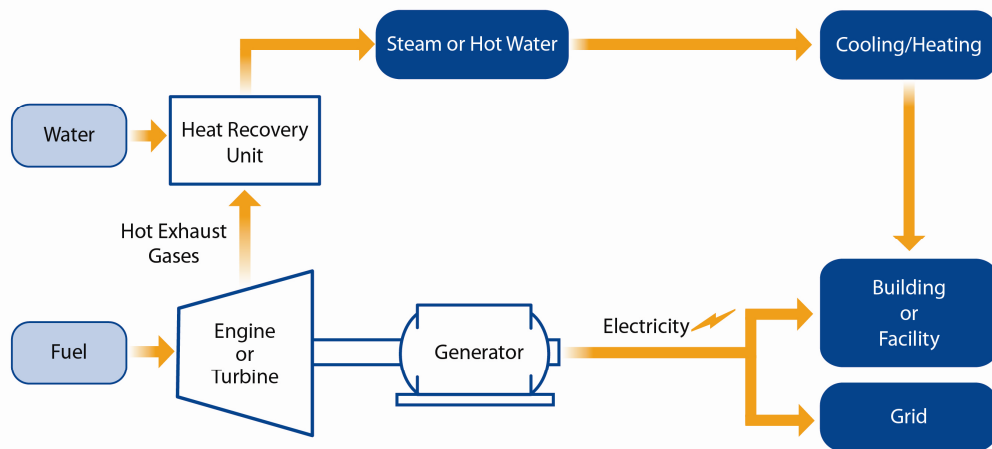 Steam or Hot Water
Cooling/Heating
Water
Heat Recovery
Unit
Hot Exhaust
Gases
Fuel
Engine
or
Turbine
Generator
Electricity
Building
or
Facility
Grid